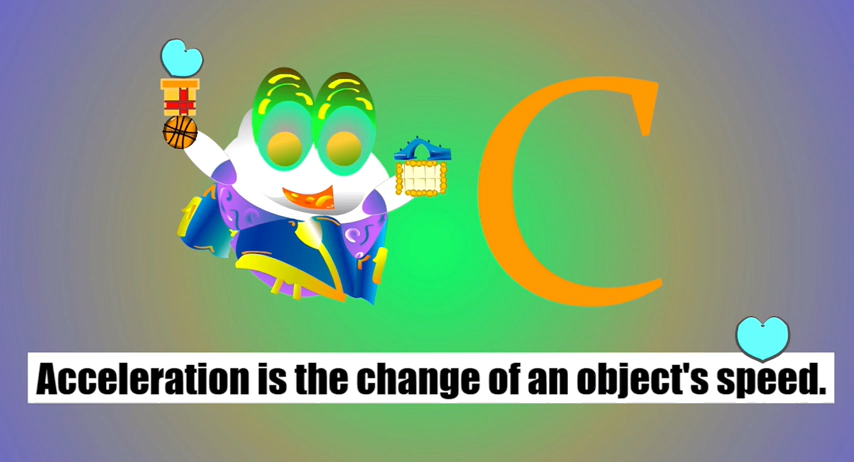 C
Acceleration is the change of an object's speed.